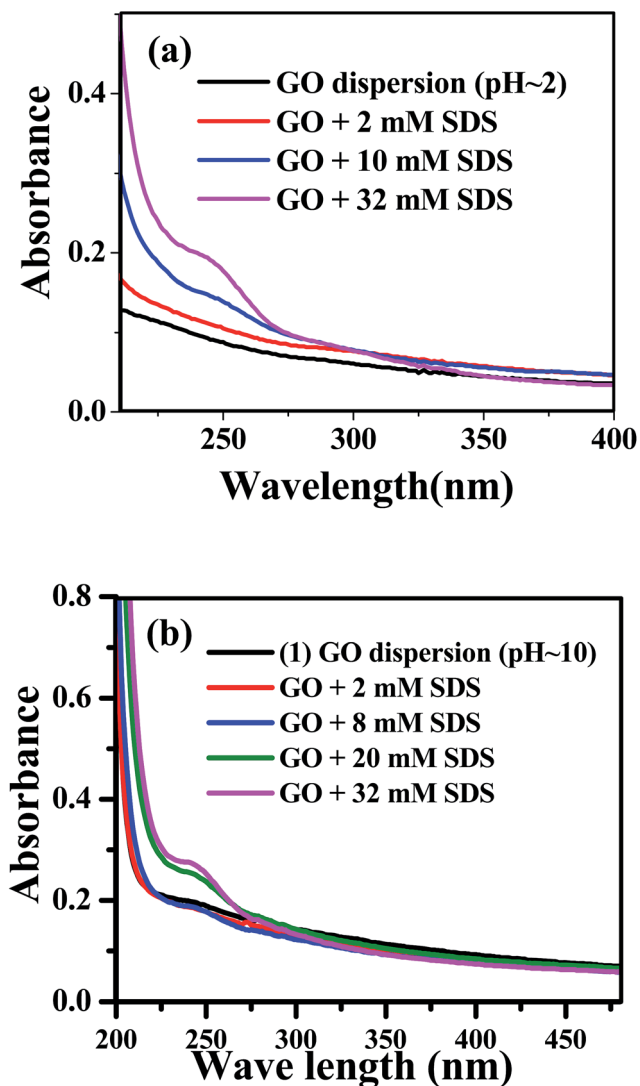 (a)
GO dispersion (pH~2)
GO + 2 mM SDS
GO + 10 mM SDS
GO + 32 mM SDS
Absorbance
0.4
0.2
0.0
250
300
350
400
Wavelength(nm)
(b)
(1) GO dispersion (pH~10)
GO + 2 mM SDS
GO + 8 mM SDS
GO + 20 mM SDS
GO + 32 mM SDS
Absorbance
0.8
0.6
0.4
0.2
0.0
200
250
300
350
400
450
Wave length (nm)